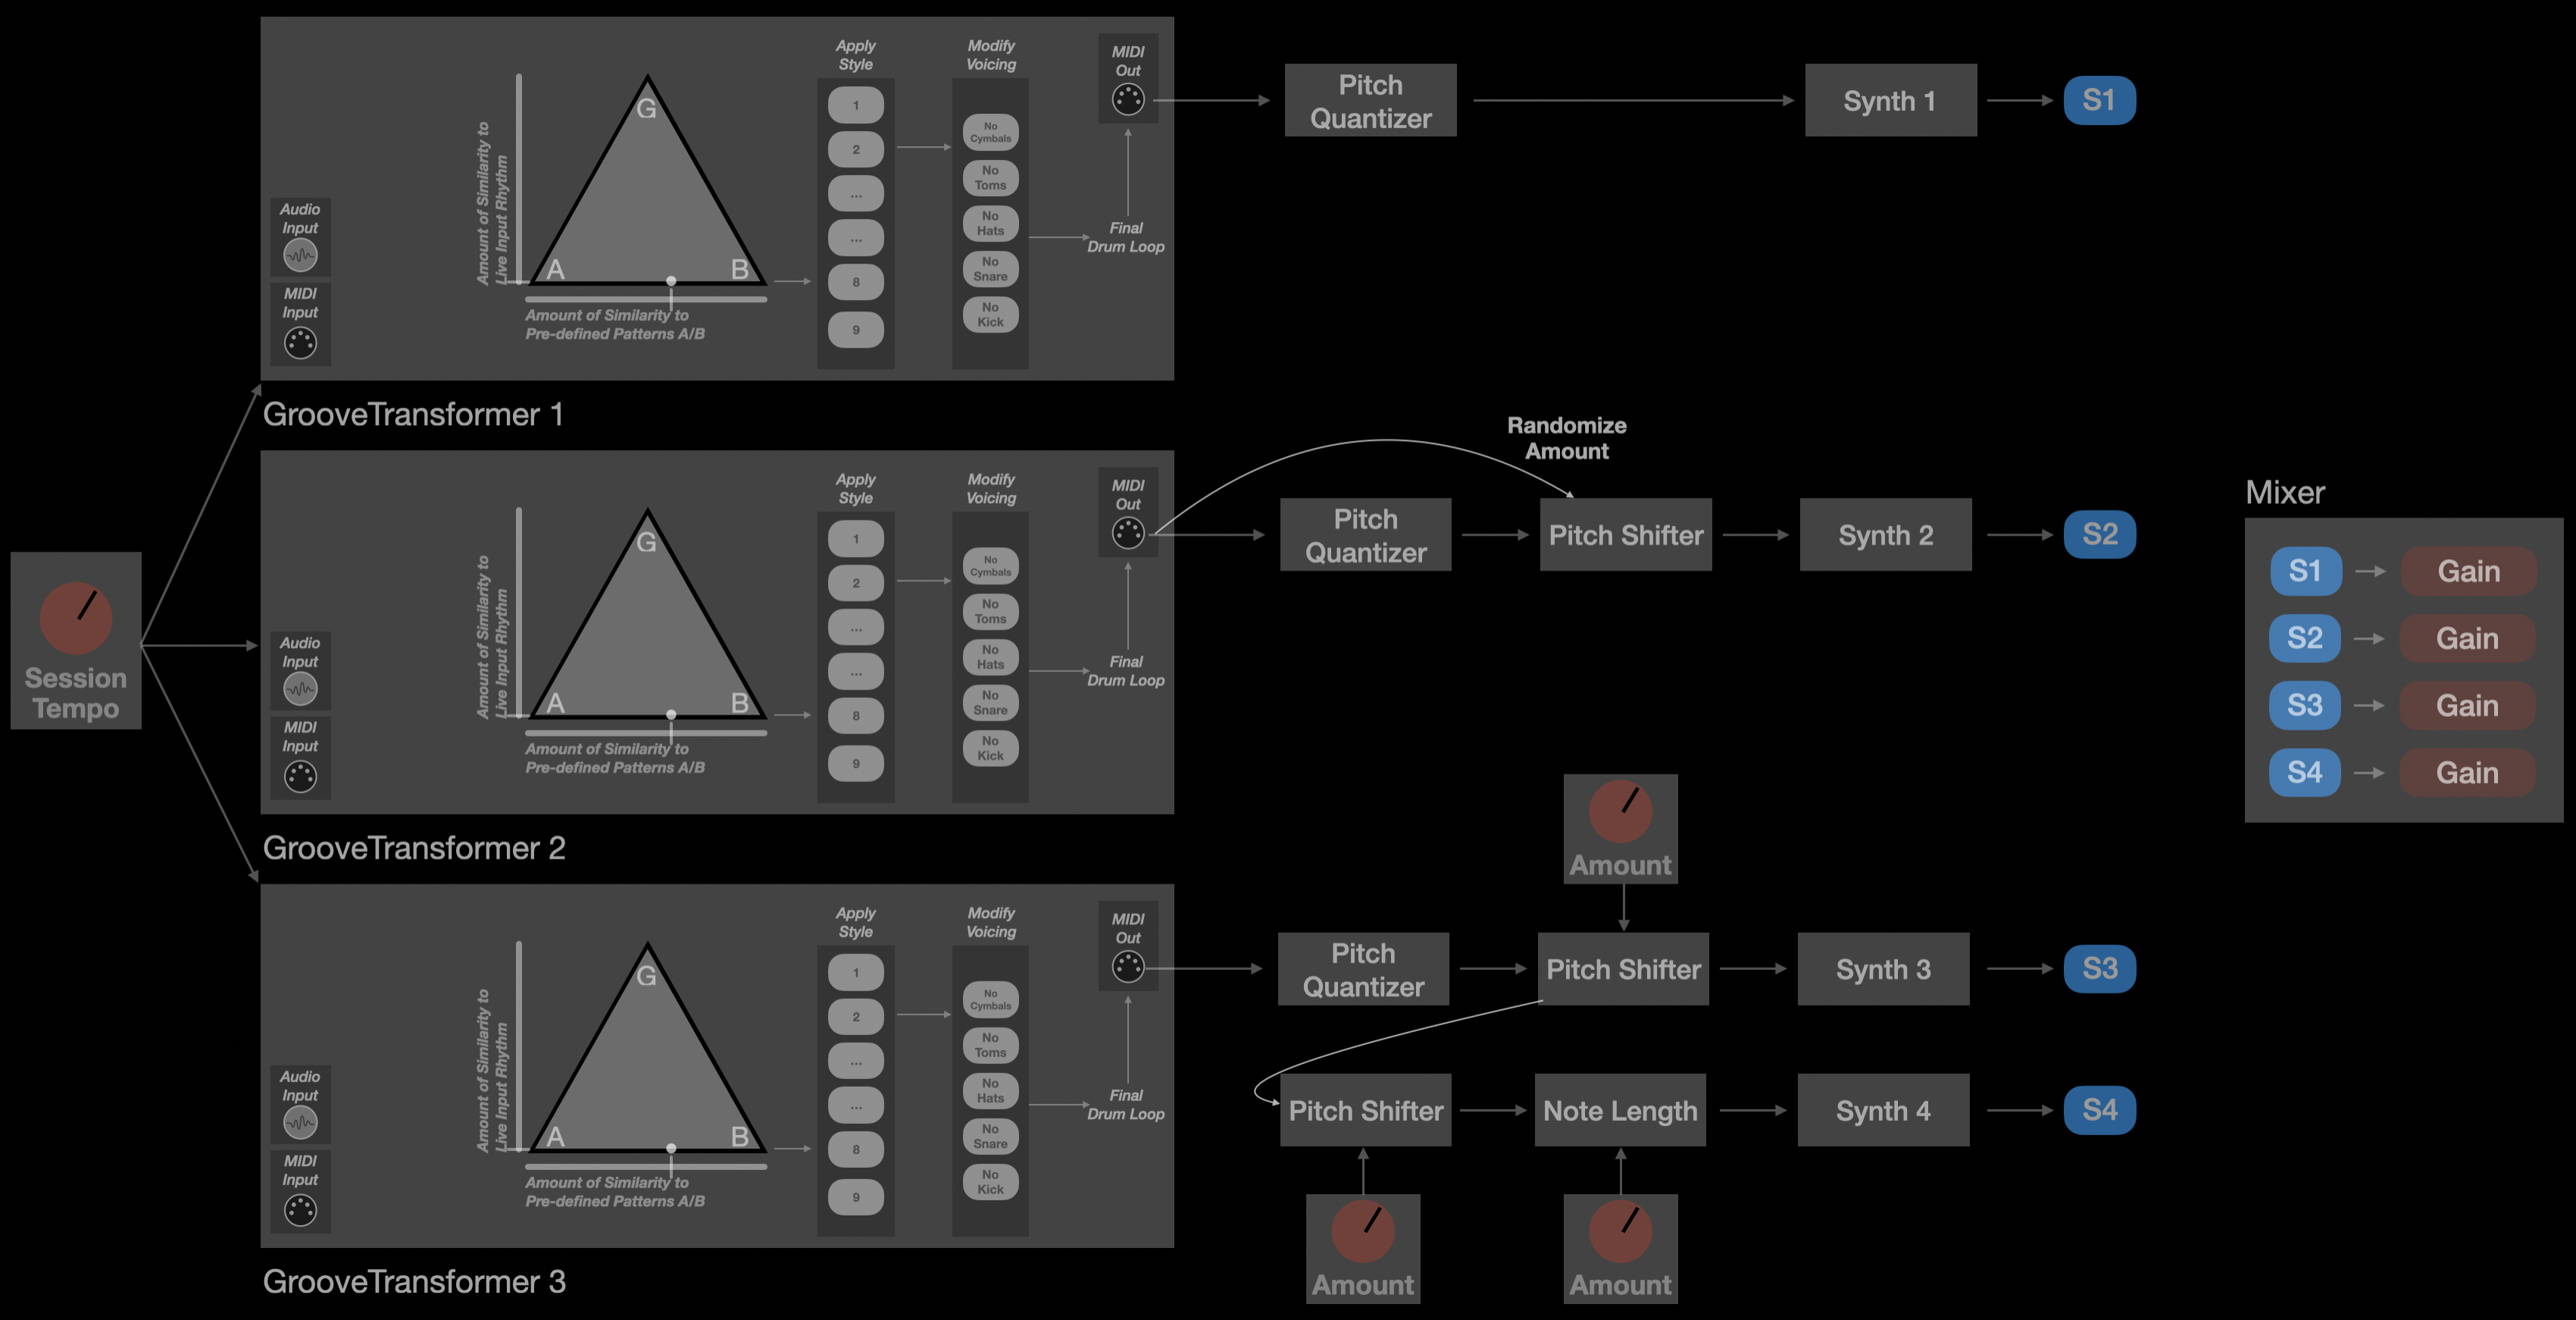 Apply
Style
Modify
Voicing
MIDI
Out
Amount of Similarity to
Live Input Rhythm
G
A
B
Amount of Similarity to
Pre-defined Patterns A/B
Audio
Input
MIDI
Input
1
2
...
...
8
9
No
Cymbals
No
Toms
No
Hats
No
Snare
No
Kick
Final
Drum Loop
GrooveTransformer 1
Pitch
Quantizer
Synth 1
S1
Session
Tempo
Apply
Style
Modify
Voicing
MIDI
Out
Amount of Similarity to
Live Input Rhythm
G
A
B
Amount of Similarity to
Pre-defined Patterns A/B
Audio
Input
MIDI
Input
1
2
...
...
8
9
No
Cymbals
No
Toms
No
Hats
No
Snare
No
Kick
Final
Drum Loop
GrooveTransformer 2
Randomize
Amount
Pitch
Quantizer
Pitch Shifter
Synth 2
S2
Apply
Style
Modify
Voicing
MIDI
Out
Amount of Similarity to
Live Input Rhythm
G
A
B
Amount of Similarity to
Pre-defined Patterns A/B
Audio
Input
MIDI
Input
1
2
...
...
8
9
No
Cymbals
No
Toms
No
Hats
No
Snare
No
Kick
Final
Drum Loop
GrooveTransformer 3
Amount
Pitch
Quantizer
Pitch Shifter
Synth 3
S3
Pitch Shifter
Note Length
Synth 4
S4
Amount
Amount
Mixer
S1
Gain
S2
Gain
S3
Gain
S4
Gain